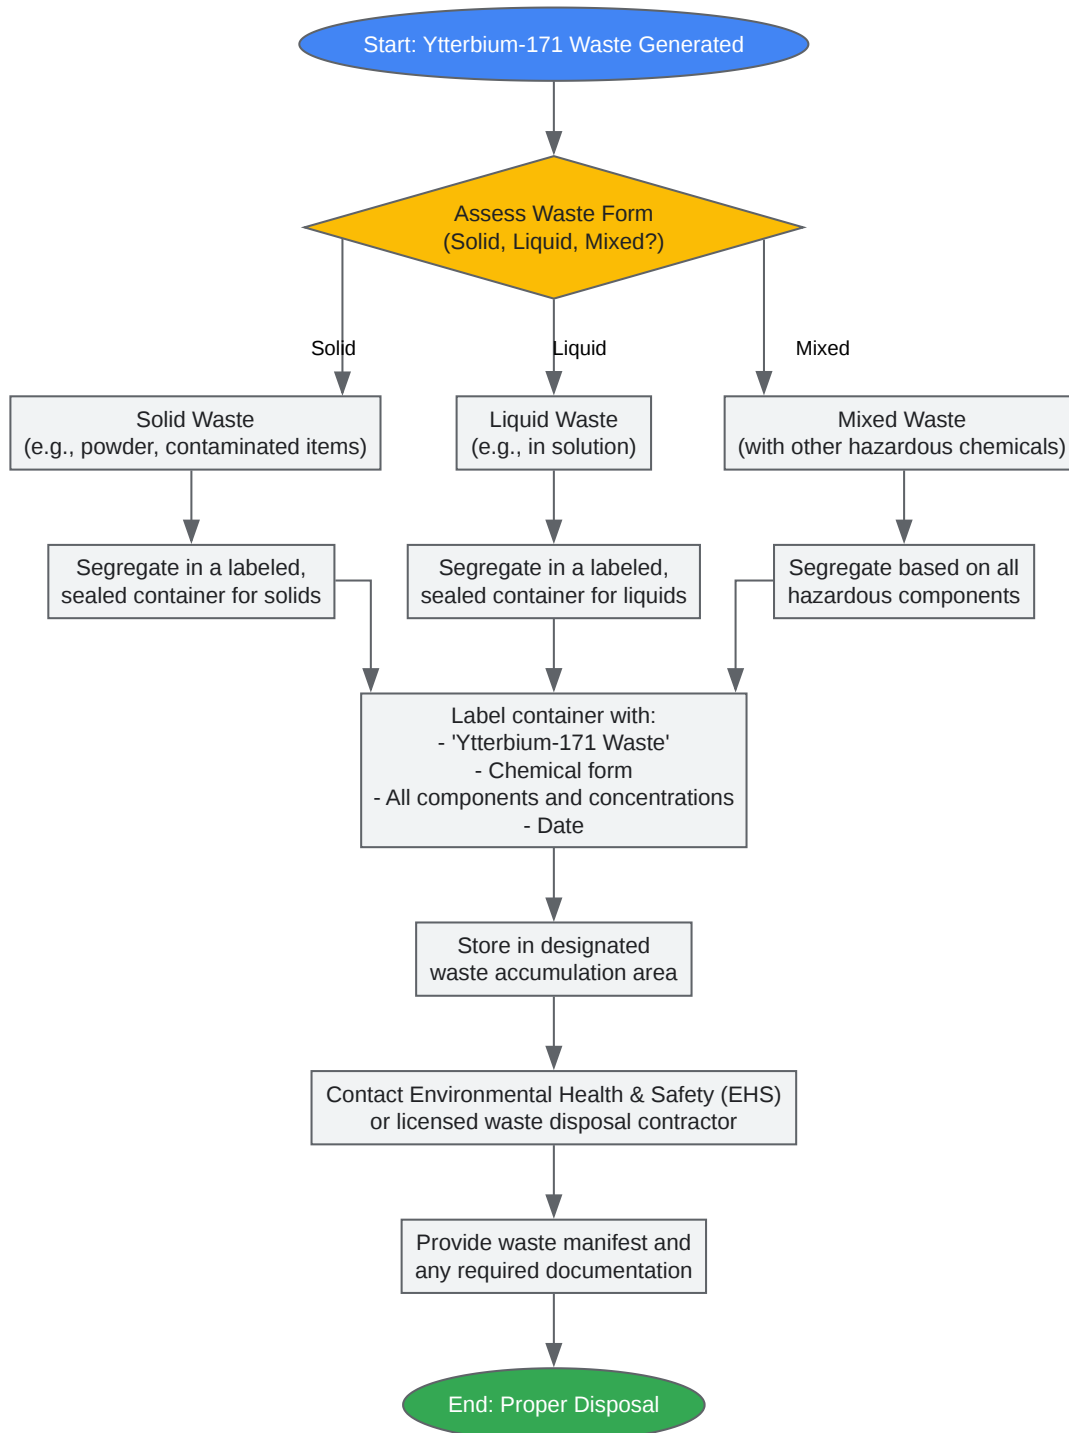 Start: Ytterbium-171 Waste Generated
Assess Waste Form
(Solid, Liquid, Mixed?)
Solid
Liquid
Mixed
Solid Waste
(e.g., powder, contaminated items)
Liquid Waste
(e.g., in solution)
Mixed Waste
(with other hazardous chemicals)
Segregate in a labeled,
sealed container for solids
Segregate in a labeled,
sealed container for liquids
Segregate based on all
hazardous components
Label container with:
- 'Ytterbium-171 Waste'
- Chemical form
- All components and concentrations
- Date
Store in designated
waste accumulation area
Contact Environmental Health & Safety (EHS)
or licensed waste disposal contractor
Provide waste manifest and
any required documentation
End: Proper Disposal